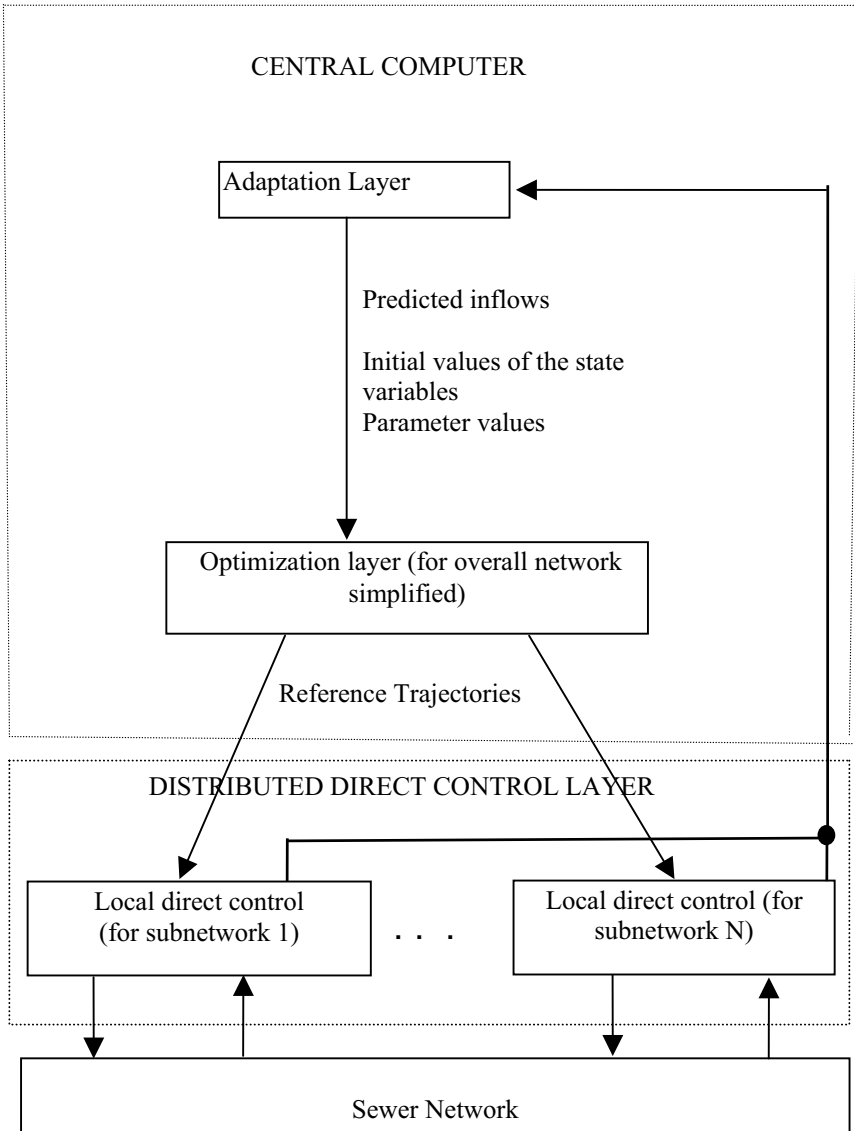 CENTRAL COMPUTER
Adaptation Layer
Predicted inflows
Initial values of the state
variables
Parameter values
Optimization layer (for overall network
simplified)
Reference Trajectories
DISTRIBUTED DIRECT CONTROL LAYER
Local direct control
(for subnetwork 1)
. . .
Local direct control (for
subnetwork N)
Sewer Network